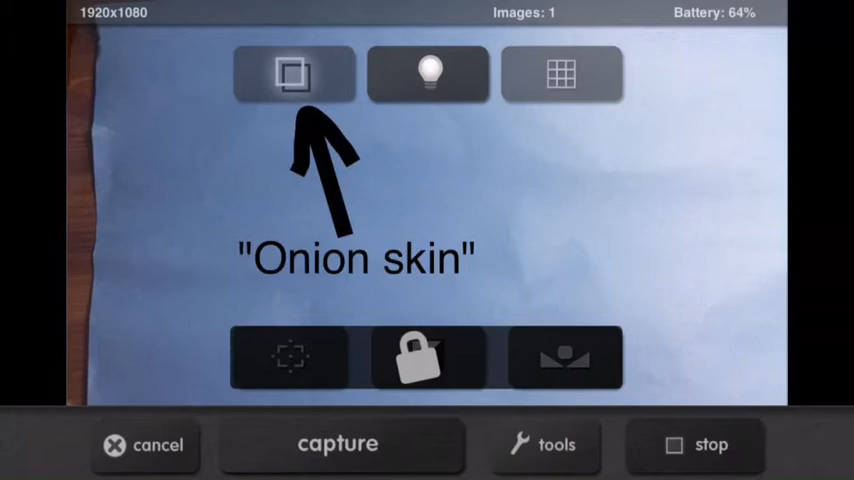 1920x1080 Images: 1 Battery: 64%
"Onion skin"
cancel capture tools stop